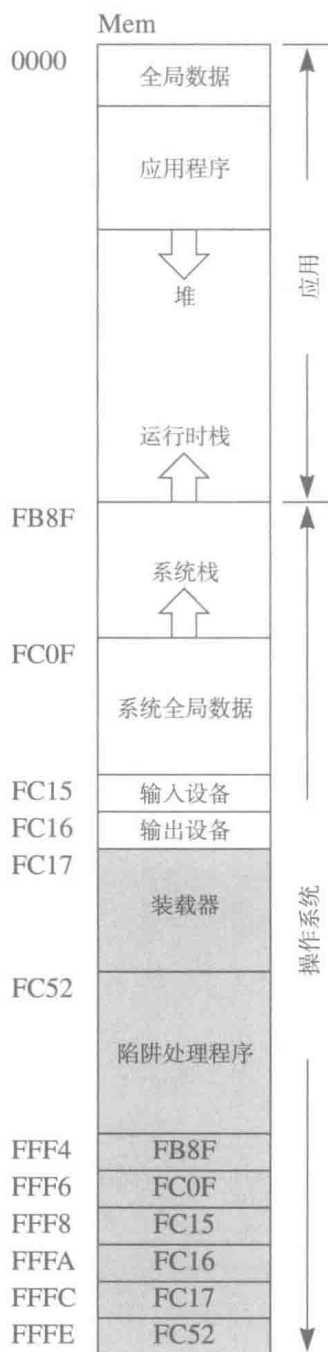 Mem
0000
全局数据
应用程序
堆
运行时栈
应用
FB8F
系统栈
FC0F
系统全局数据
FC15
输入设备
FC16
输出设备
FC17
装载器
操作系统
FC52
陷阱处理程序
FFF4 FB8F
FFF6 FC0F
FFF8 FC15
FFFA FC16
FFFC FC17
FFFE FC52